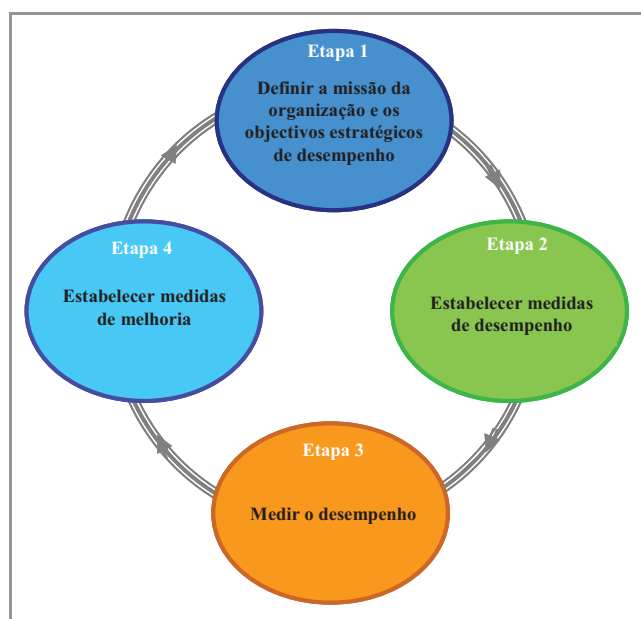 Etapa 1
Definir a missão da
organização e os
objectivos estratégicos
de desempenho
Etapa 2
Estabelecer medidas
de desempenho
Etapa 3
Medir o desempenho
Etapa 4
Estabelecer medidas
de melhoria